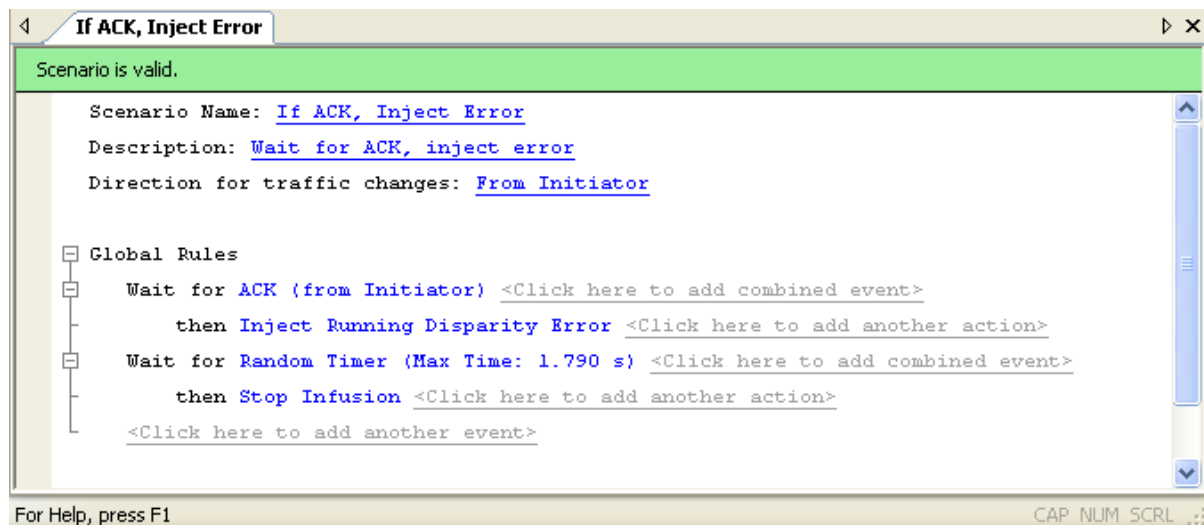 If ACK, Inject Error
Scenario is valid.
Scenario Name: If ACK, Inject Error
Description: Wait for ACK, inject error
Direction for traffic changes: From Initiator
Global Rules
Wait for ACK (from Initiator) <Click here to add combined event>
then Inject Running Disparity Error <Click here to add another action>
Wait for Random Timer (Max Time: 1.790 s) <Click here to add combined event>
then Stop Infusion <Click here to add another action>
<Click here to add another event>
For Help, press F1 CAP NUM SCRL